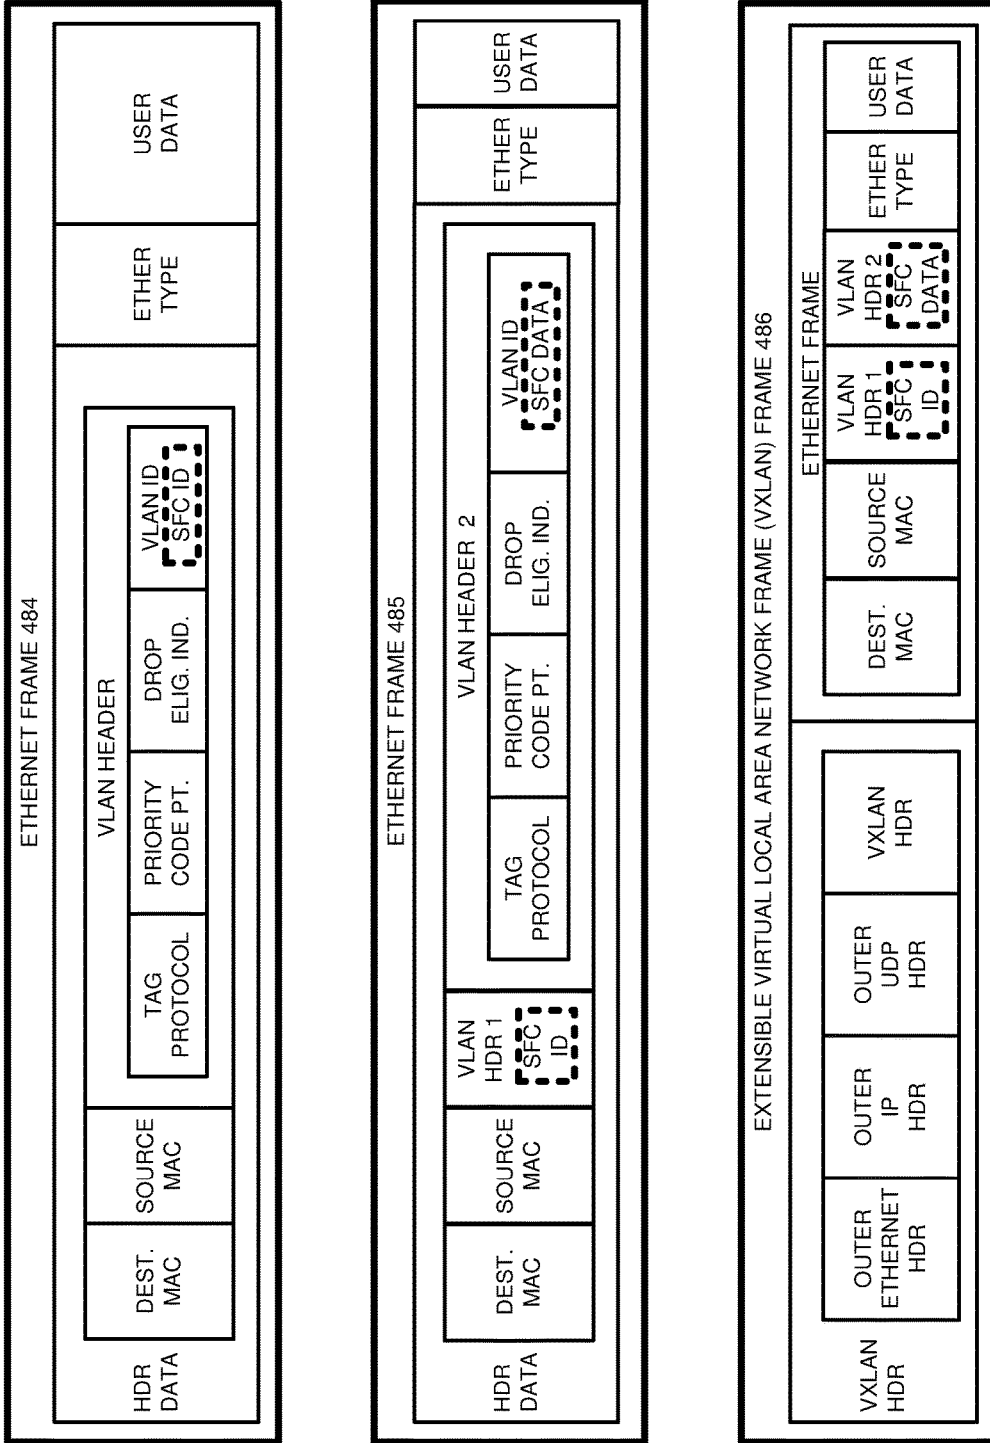 ETHERNET FRAME 484
HDR
DATA
DEST.
MAC
SOURCE
MAC
VLAN HEADER
TAG
PROTOCOL
PRIORITY
CODE PT.
DROP
ELIG. IND.
VLAN ID
SFC ID
ETHER
TYPE
USER
DATA
ETHERNET FRAME 485
HDR
DATA
DEST.
MAC
SOURCE
MAC
VLAN
HDR 1
SFC
ID
VLAN HEADER 2
TAG
PROTOCOL
PRIORITY
CODE PT.
DROP
ELIG. IND.
VLAN ID
SFC DATA
ETHER
TYPE
USER
DATA
EXTENSIBLE VIRTUAL LOCAL AREA NETWORK FRAME (VXLAN) FRAME 486
VXLAN
HDR
OUTER
ETHERNET
HDR
OUTER
IP
HDR
OUTER
UDP
HDR
VXLAN
HDR
ETHERNET FRAME
DEST.
MAC
SOURCE
MAC
VLAN
HDR 1
SFC
ID
VLAN
HDR 2
SFC
DATA
ETHER
TYPE
USER
DATA